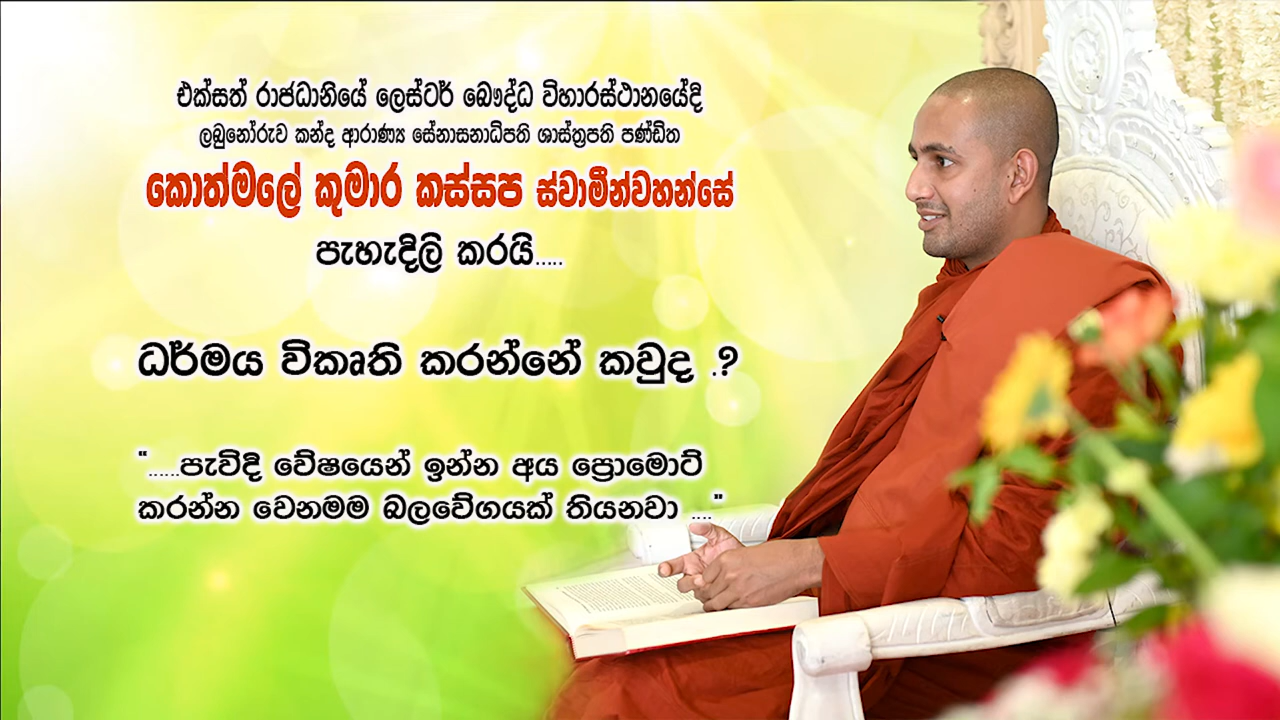 එක්සත් රාජධානියේ ලෙස්ටර් බෞද්ධ විහාරස්ථානයේදි
ලබුනෝරුව කන්ද ආරාණ්‍ය සේනාසනාධිපති ශාස්ත්‍රපති පණ්ඩිත
කොත්මලේ කුමාර කස්සප ස්වාමීන්වහන්සේ
පැහැදිලි කරයි.....
ධර්මය විකෘති කරන්නේ කවුද .?
"......පැවිදි වේෂයෙන් ඉන්න අය ප්‍රොමොට්
කරන්න වෙනමම බලවේගයක් තියනවා ...."